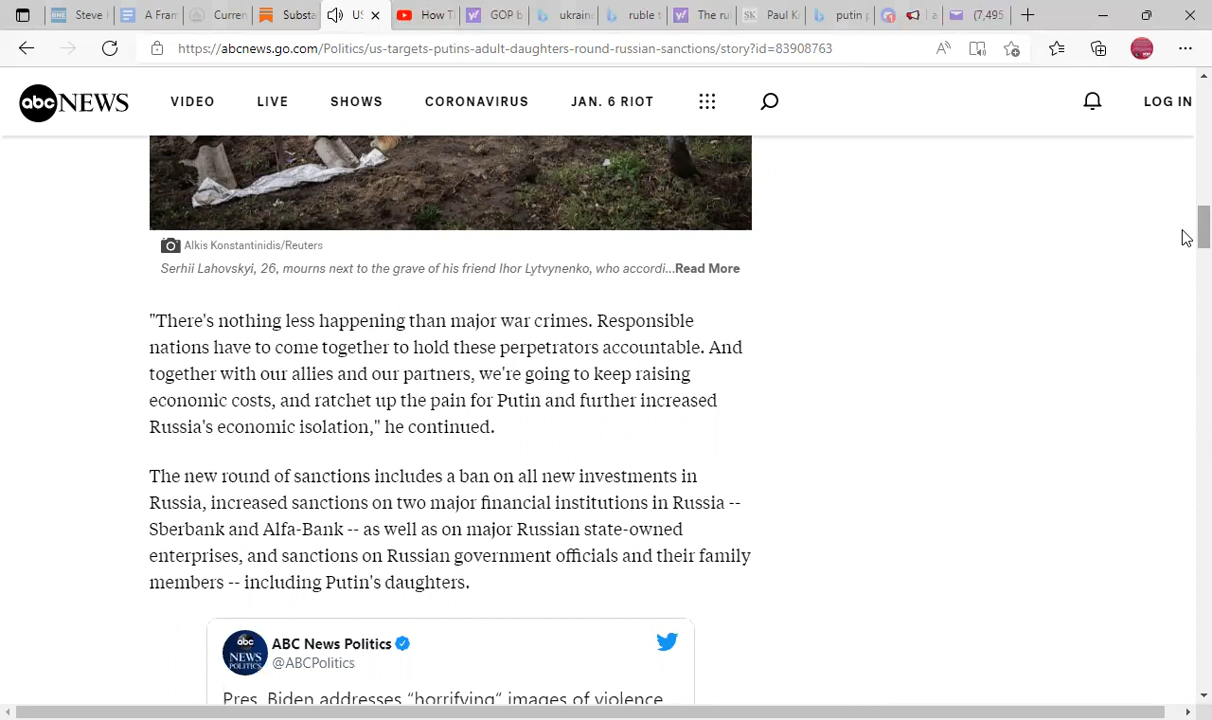 Steve
A Fram
Curren
Substa
US
How T
GOP b
ukrain
ruble t
The ru
SK
Paul K
putin p
(7,495
https://abcnews.go.com/Politics/us-targets-putins-adult-daughters-round-russian-sanctions/story?id=83908763
abc NEWS
VIDEO
LIVE
SHOWS
CORONAVIRUS
JAN. 6 RIOT
LOG IN
Alkis Konstantinidis/Reuters
Serhii Lahovskyi, 26, mourns next to the grave of his friend Ihor Lytvynenko, who accordi...Read More
"There's nothing less happening than major war crimes. Responsible
nations have to come together to hold these perpetrators accountable. And
together with our allies and our partners, we're going to keep raising
economic costs, and ratchet up the pain for Putin and further increased
Russia's economic isolation," he continued.
The new round of sanctions includes a ban on all new investments in
Russia, increased sanctions on two major financial institutions in Russia --
Sberbank and Alfa-Bank -- as well as on major Russian state-owned
enterprises, and sanctions on Russian government officials and their family
members -- including Putin's daughters.
abc
NEWS
POLITICS
ABC News Politics
@ABCPolitics
Pres. Biden addresses “horrifying“ images of violence